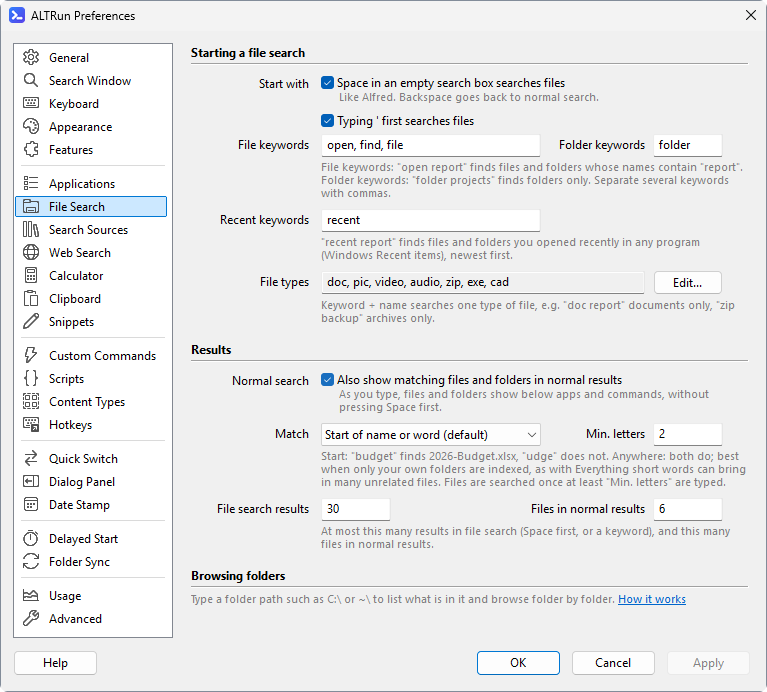 ALTRun Preferences
General
Search Window
Keyboard
Appearance
Features
Applications
File Search
Search Sources
Web Search
Calculator
Clipboard
Snippets
Custom Commands
Scripts
Content Types
Hotkeys
Quick Switch
Dialog Panel
Date Stamp
Delayed Start
Folder Sync
Usage
Advanced
Starting a file search
Start with Space in an empty search box searches files
Like Alfred. Backspace goes back to normal search.
Typing ' first searches files
File keywords open, find, file Folder keywords folder
File keywords: "open report" finds files and folders whose names contain "report".
Folder keywords: "folder projects" finds folders only. Separate several keywords
with commas.
Recent keywords recent
"recent report" finds files and folders you opened recently in any program
(Windows Recent items), newest first.
File types doc, pic, video, audio, zip, exe, cad Edit...
Keyword + name searches one type of file, e.g. "doc report" documents only, "zip
backup" archives only.
Results
Normal search Also show matching files and folders in normal results
As you type, files and folders show below apps and commands, without
pressing Space first.
Match Start of name or word (default) Min. letters 2
Start: "budget" finds 2026-Budget.xlsx, "udge" does not. Anywhere: both do; best
when only your own folders are indexed, as with Everything short words can bring
in many unrelated files. Files are searched once at least "Min. letters" are typed.
File search results 30 Files in normal results 6
At most this many results in file search (Space first, or a keyword), and this many
files in normal results.
Browsing folders
Type a folder path such as C:\ or ~\ to list what is in it and browse folder by folder. How it works
Help OK Cancel Apply